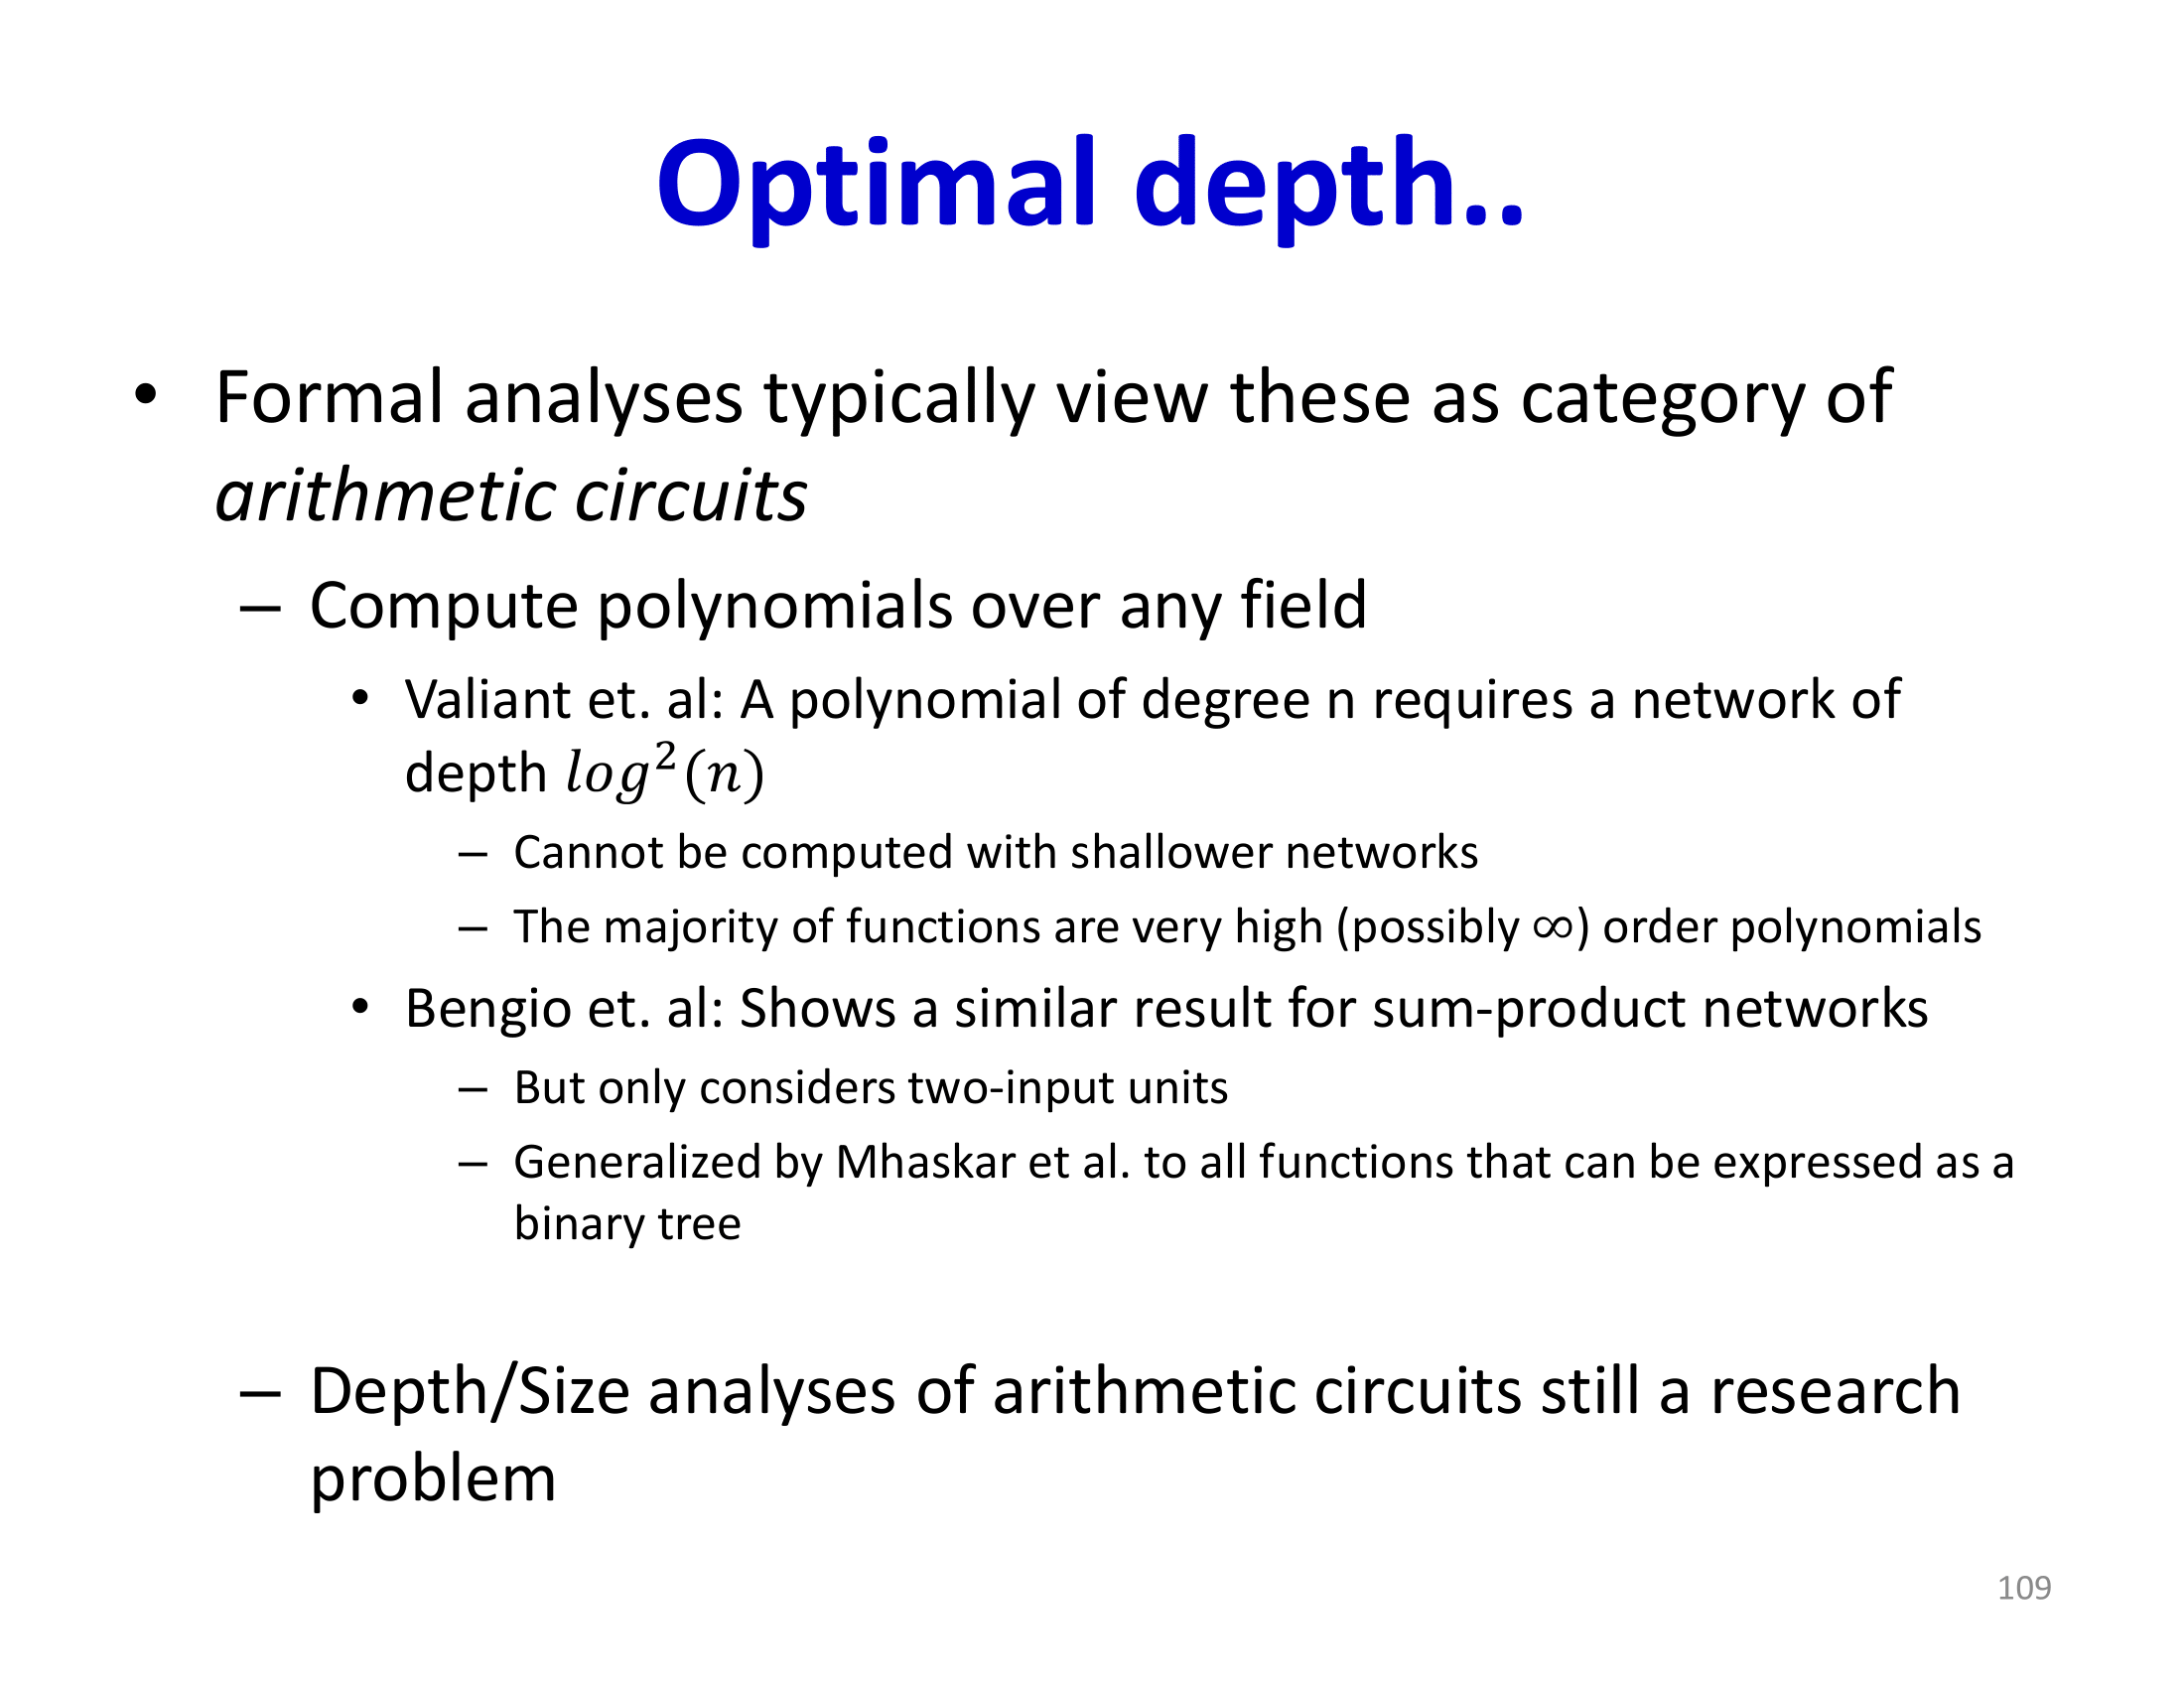 Optimal depth..
• Formal analyses typically view these as category of
arithmetic circuits
– Compute polynomials over any field
• Valiant et. al: A polynomial of degree n requires a network of
depth log²(n)
– Cannot be computed with shallower networks
– The majority of functions are very high (possibly ∞) order polynomials
• Bengio et. al: Shows a similar result for sum-product networks
– But only considers two-input units
– Generalized by Mhaskar et al. to all functions that can be expressed as a
binary tree
– Depth/Size analyses of arithmetic circuits still a research
problem
109